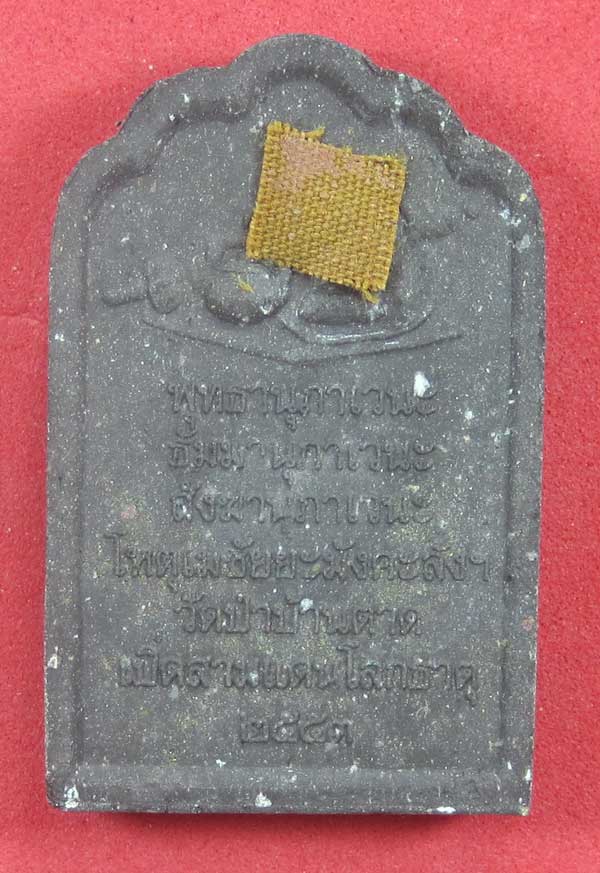 พุทธานุภาเวนะ
ธัมมานุภาเวนะ
สังฆานุภาเวนะ
โหตุเมชัยยะมังคะลังฯ
วัดป่าบ้านตาด
เปิดสามแดนโลกธาตุ
๒๕๔๓